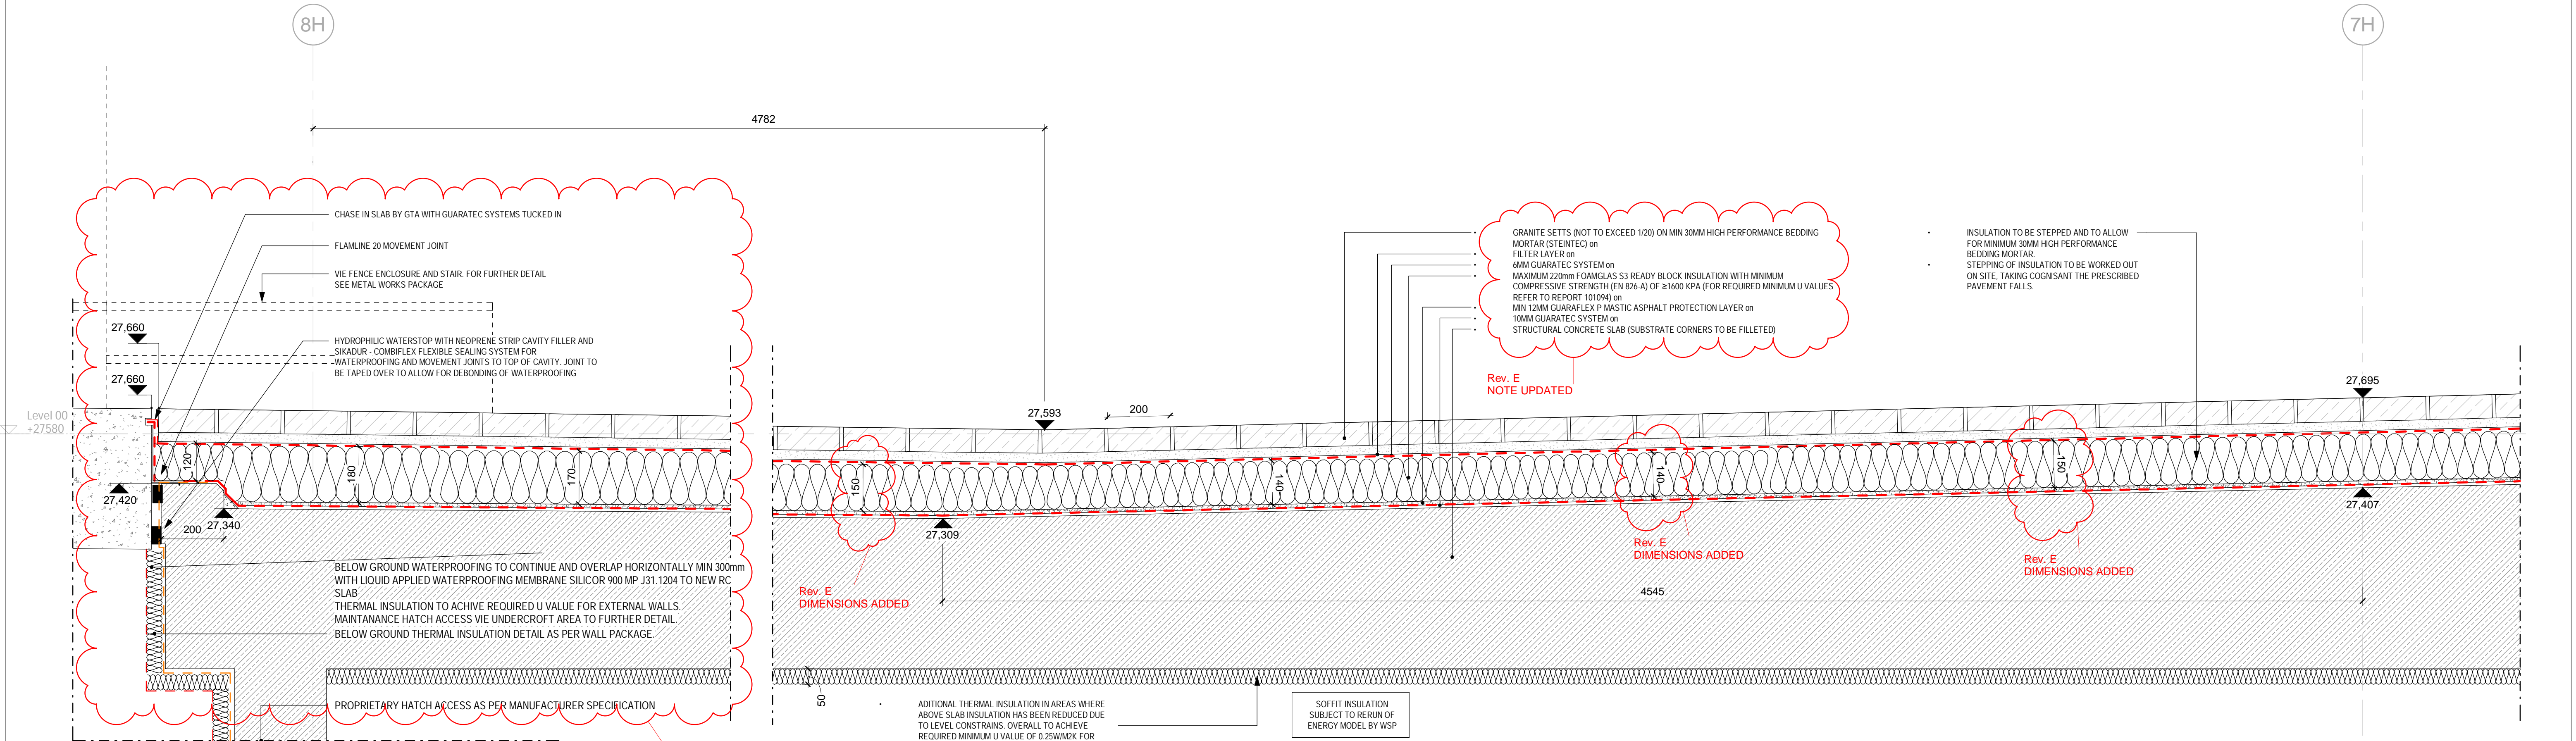 8H
7H
4782
CHASE IN SLAB BY GTA WITH GUARATEC SYSTEMS TUCKED IN
FLAMLINE 20 MOVEMENT JOINT
VIE FENCE ENCLOSURE AND STAIR. FOR FURTHER DETAIL
SEE METAL WORKS PACKAGE
27,660
HYDROPHILIC WATERSTOP WITH NEOPRENE STRIP CAVITY FILLER AND
SIKADUR - COMBIFLEX FLEXIBLE SEALING SYSTEM FOR
WATERPROOFING AND MOVEMENT JOINTS TO TOP OF CAVITY. JOINT TO
BE TAPED OVER TO ALLOW FOR DEBONDING OF WATERPROOFING
27,660
Level 00
+27580
120
180
170
27,420
27,340
200
BELOW GROUND WATERPROOFING TO CONTINUE AND OVERLAP HORIZONTALLY MIN 300mm
WITH LIQUID APPLIED WATERPROOFING MEMBRANE SILICOR 900 MP J31.1204 TO NEW RC
SLAB
THERMAL INSULATION TO ACHIVE REQUIRED U VALUE FOR EXTERNAL WALLS.
MAINTANANCE HATCH ACCESS VIE UNDERCROFT AREA TO FURTHER DETAIL.
BELOW GROUND THERMAL INSULATION DETAIL AS PER WALL PACKAGE.
PROPRIETARY HATCH ACCESS AS PER MANUFACTURER SPECIFICATION
• GRANITE SETTS (NOT TO EXCEED 1/20) ON MIN 30MM HIGH PERFORMANCE BEDDING
MORTAR (STEINTEC) on
• FILTER LAYER on
• 6MM GUARATEC SYSTEM on
• MAXIMUM 220mm FOAMGLAS S3 READY BLOCK INSULATION WITH MINIMUM
COMPRESSIVE STRENGTH (EN 826-A) OF ≥1600 KPA (FOR REQUIRED MINIMUM U VALUES
REFER TO REPORT 101094) on
• MIN 12MM GUARAFLEX P MASTIC ASPHALT PROTECTION LAYER on
• 10MM GUARATEC SYSTEM on
• STRUCTURAL CONCRETE SLAB (SUBSTRATE CORNERS TO BE FILLETED)
Rev. E
NOTE UPDATED
• INSULATION TO BE STEPPED AND TO ALLOW
FOR MINIMUM 30MM HIGH PERFORMANCE
BEDDING MORTAR.
• STEPPING OF INSULATION TO BE WORKED OUT
ON SITE, TAKING COGNISANT THE PRESCRIBED
PAVEMENT FALLS.
27,593
200
27,695
150
140
140
150
27,309
27,407
Rev. E
DIMENSIONS ADDED
Rev. E
DIMENSIONS ADDED
Rev. E
DIMENSIONS ADDED
4545
50
• ADITIONAL THERMAL INSULATION IN AREAS WHERE
ABOVE SLAB INSULATION HAS BEEN REDUCED DUE
TO LEVEL CONSTRAINS. OVERALL TO ACHIEVE
REQUIRED MINIMUM U VALUE OF 0.25W/M2K FOR
SOFFIT INSULATION
SUBJECT TO RERUN OF
ENERGY MODEL BY WSP